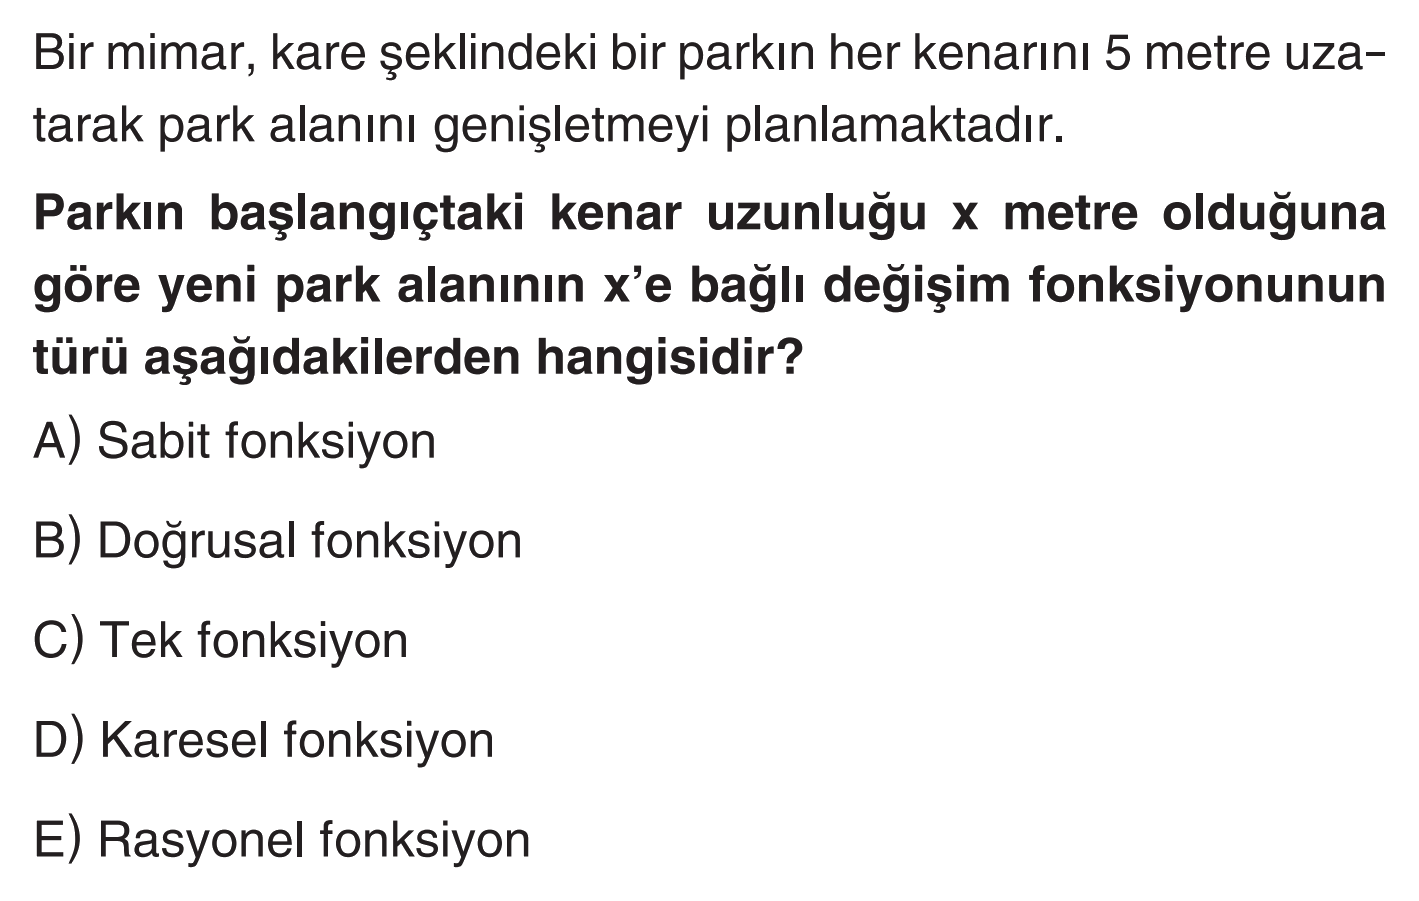 Bir mimar, kare şeklindeki bir parkın her kenarını 5 metre uza-
tarak park alanını genişletmeyi planlamaktadır.
Parkın başlangıçtaki kenar uzunluğu x metre olduğuna
göre yeni park alanının x’e bağlı değişim fonksiyonunun
türü aşağıdakilerden hangisidir?
A) Sabit fonksiyon
B) Doğrusal fonksiyon
C) Tek fonksiyon
D) Karesel fonksiyon
E) Rasyonel fonksiyon